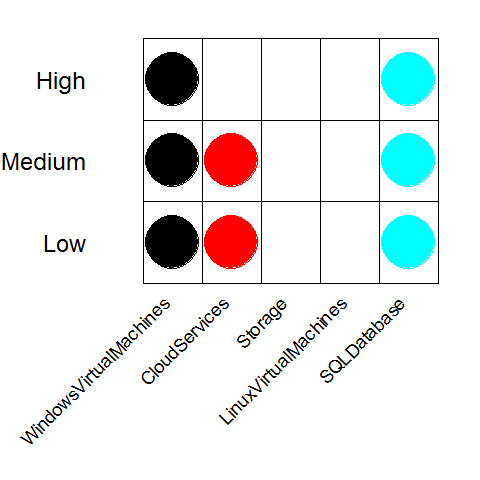 High
Medium
Low
WindowsVirtualMachines
CloudServices
Storage
LinuxVirtualMachines
SQLDatabase